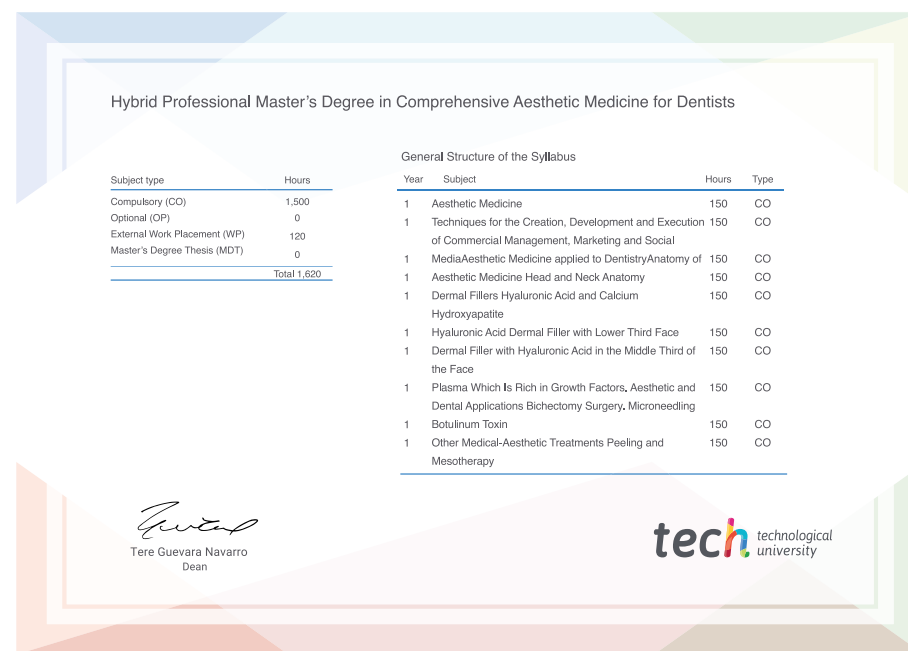 Hybrid Professional Master's Degree in Comprehensive Aesthetic Medicine for Dentists
Subject type Hours
Compulsory (CO) 1,500
Optional (OP) 0
External Work Placement (WP) 120
Master's Degree Thesis (MDT) 0
Total 1,620
General Structure of the Syllabus
Year Subject Hours Type
1 Aesthetic Medicine 150 CO
1 Techniques for the Creation, Development and Execution 150 CO
of Commercial Management, Marketing and Social
1 MediaAesthetic Medicine applied to DentistryAnatomy of 150 CO
1 Aesthetic Medicine Head and Neck Anatomy 150 CO
1 Dermal Fillers Hyaluronic Acid and Calcium 150 CO
Hydroxyapatite
1 Hyaluronic Acid Dermal Filler with Lower Third Face 150 CO
1 Dermal Filler with Hyaluronic Acid in the Middle Third of 150 CO
the Face
1 Plasma Which Is Rich in Growth Factors. Aesthetic and 150 CO
Dental Applications Bichectomy Surgery. Microneedling
1 Botulinum Toxin 150 CO
1 Other Medical-Aesthetic Treatments Peeling and 150 CO
Mesotherapy
Tere Guevara Navarro
Dean
tech technological
university